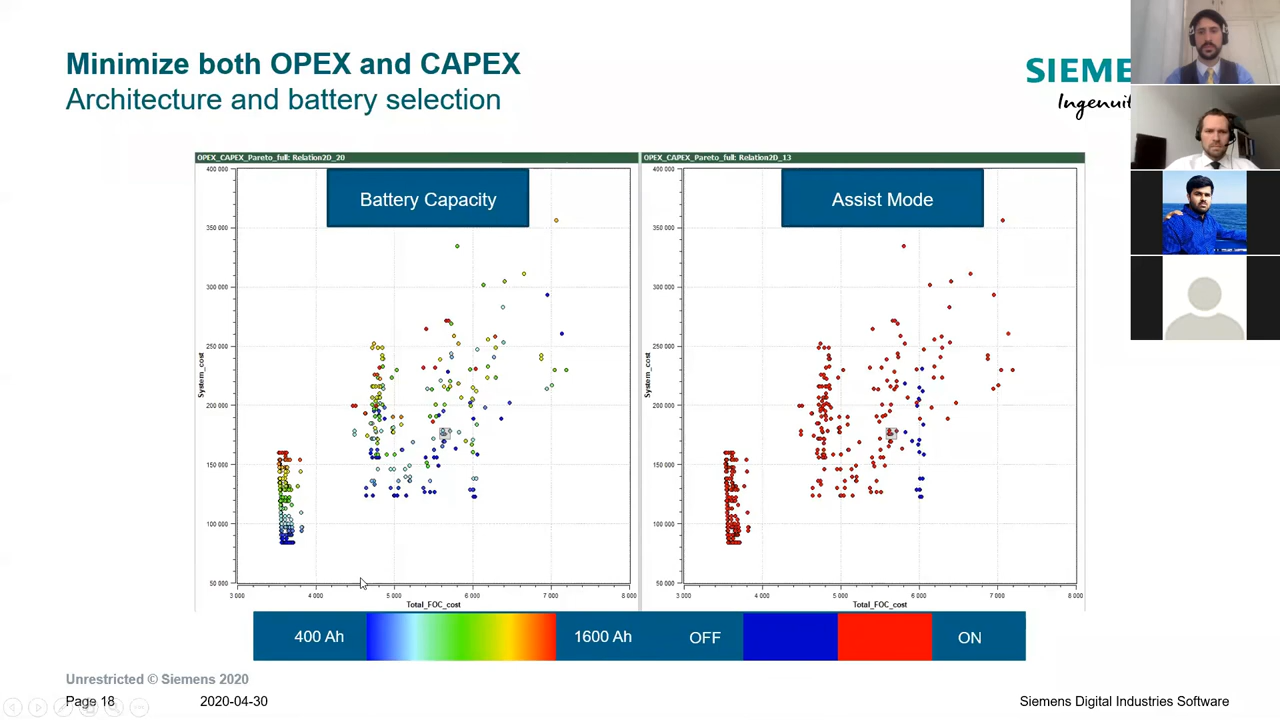 Minimize both OPEX and CAPEX
Architecture and battery selection
SIEME
Ingenuit
OPEX_CAPEX_Pareto_full: Relation2D_20
OPEX_CAPEX_Pareto_full: Relation2D_13
Battery Capacity
Assist Mode
400 000
350 000
300 000
250 000
200 000
150 000
100 000
50 000
System_cost
3 000 4 000 5 000 6 000 7 000 8 000
Total_FOC_cost
400 000
350 000
300 000
250 000
200 000
150 000
100 000
50 000
System_cost
3 000 4 000 5 000 6 000 7 000 8 000
Total_FOC_cost
400 Ah 1600 Ah
OFF ON
Unrestricted © Siemens 2020
Page 18 2020-04-30 Siemens Digital Industries Software